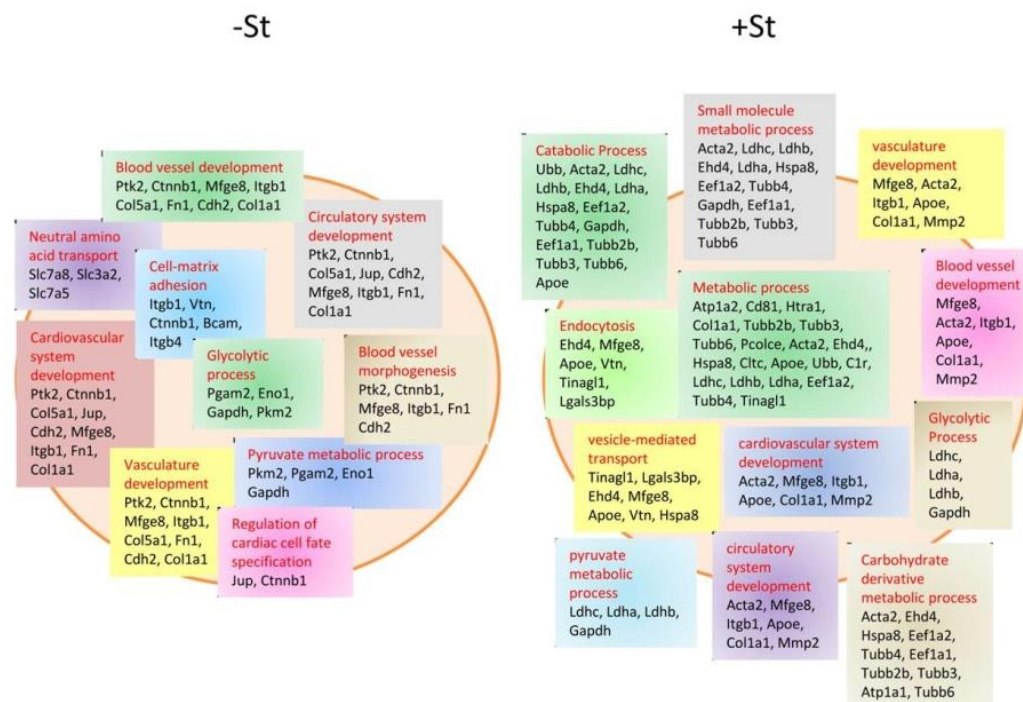 -St
Blood vessel development
Ptk2, Ctnnb1, Mfge8, Itgb1
Col5a1, Fn1, Cdh2, Col1a1
Neutral amino
acid transport
Slc7a8, Slc3a2,
Slc7a5
Cell-matrix
adhesion
Itgb1, Vtn,
Ctnnb1, Bcam,
Itgb4
Circulatory system
development
Ptk2, Ctnnb1,
Col5a1, Jup, Cdh2,
Mfge8, Itgb1, Fn1,
Col1a1
Cardiovascular
system
development
Ptk2, Ctnnb1,
Col5a1, Jup,
Cdh2, Mfge8,
Itgb1, Fn1,
Col1a1
Glycolytic
process
Pgam2, Eno1,
Gapdh, Pkm2
Blood vessel
morphogenesis
Ptk2, Ctnnb1,
Mfge8, Itgb1, Fn1
Cdh2
Vasculature
development
Ptk2, Ctnnb1,
Mfge8, Itgb1,
Col5a1, Fn1,
Cdh2, Col1a1
Pyruvate metabolic process
Pkm2, Pgam2, Eno1
Gapdh
Regulation of
cardiac cell fate
specification
Jup, Ctnnb1
+St
Catabolic Process
Ubb, Acta2, Ldhc,
Ldhb, Ehd4, Ldha,
Hspa8, Eef1a2,
Tubb4, Gapdh,
Eef1a1, Tubb2b,
Tubb3, Tubb6,
Apoe
Small molecule
metabolic process
Acta2, Ldhc, Ldhb,
Ehd4, Ldha, Hspa8,
Eef1a2, Tubb4,
Gapdh, Eef1a1,
Tubb2b, Tubb3,
Tubb6
vasculature
development
Mfge8, Acta2,
Itgb1, Apoe,
Col1a1, Mmp2
Endocytosis
Ehd4, Mfge8,
Apoe, Vtn,
Tinagl1,
Lgals3bp
Metabolic process
Atp1a2, Cd81, Htra1,
Col1a1, Tubb2b, Tubb3,
Tubb6, Pcolce, Acta2, Ehd4,,
Hspa8, Cltc, Apoe, Ubb, C1r,
Ldhc, Ldhb, Ldha, Eef1a2,
Tubb4, Tinagl1
Blood vessel
development
Mfge8,
Acta2, Itgb1,
Apoe,
Col1a1,
Mmp2
vesicle-mediated
transport
Tinagl1, Lgals3bp,
Ehd4, Mfge8,
Apoe, Vtn, Hspa8
cardiovascular system
development
Acta2, Mfge8, Itgb1,
Apoe, Col1a1, Mmp2
Glycolytic
Process
Ldhc,
Ldha,
Ldhb,
Gapdh
pyruvate
metabolic
process
Ldhc, Ldha, Ldhb,
Gapdh
circulatory
system
development
Acta2, Mfge8,
Itgb1, Apoe,
Col1a1, Mmp2
Carbohydrate
derivative
metabolic process
Acta2, Ehd4,
Hspa8, Eef1a2,
Tubb4, Eef1a1,
Tubb2b, Tubb3,
Atp1a1, Tubb6